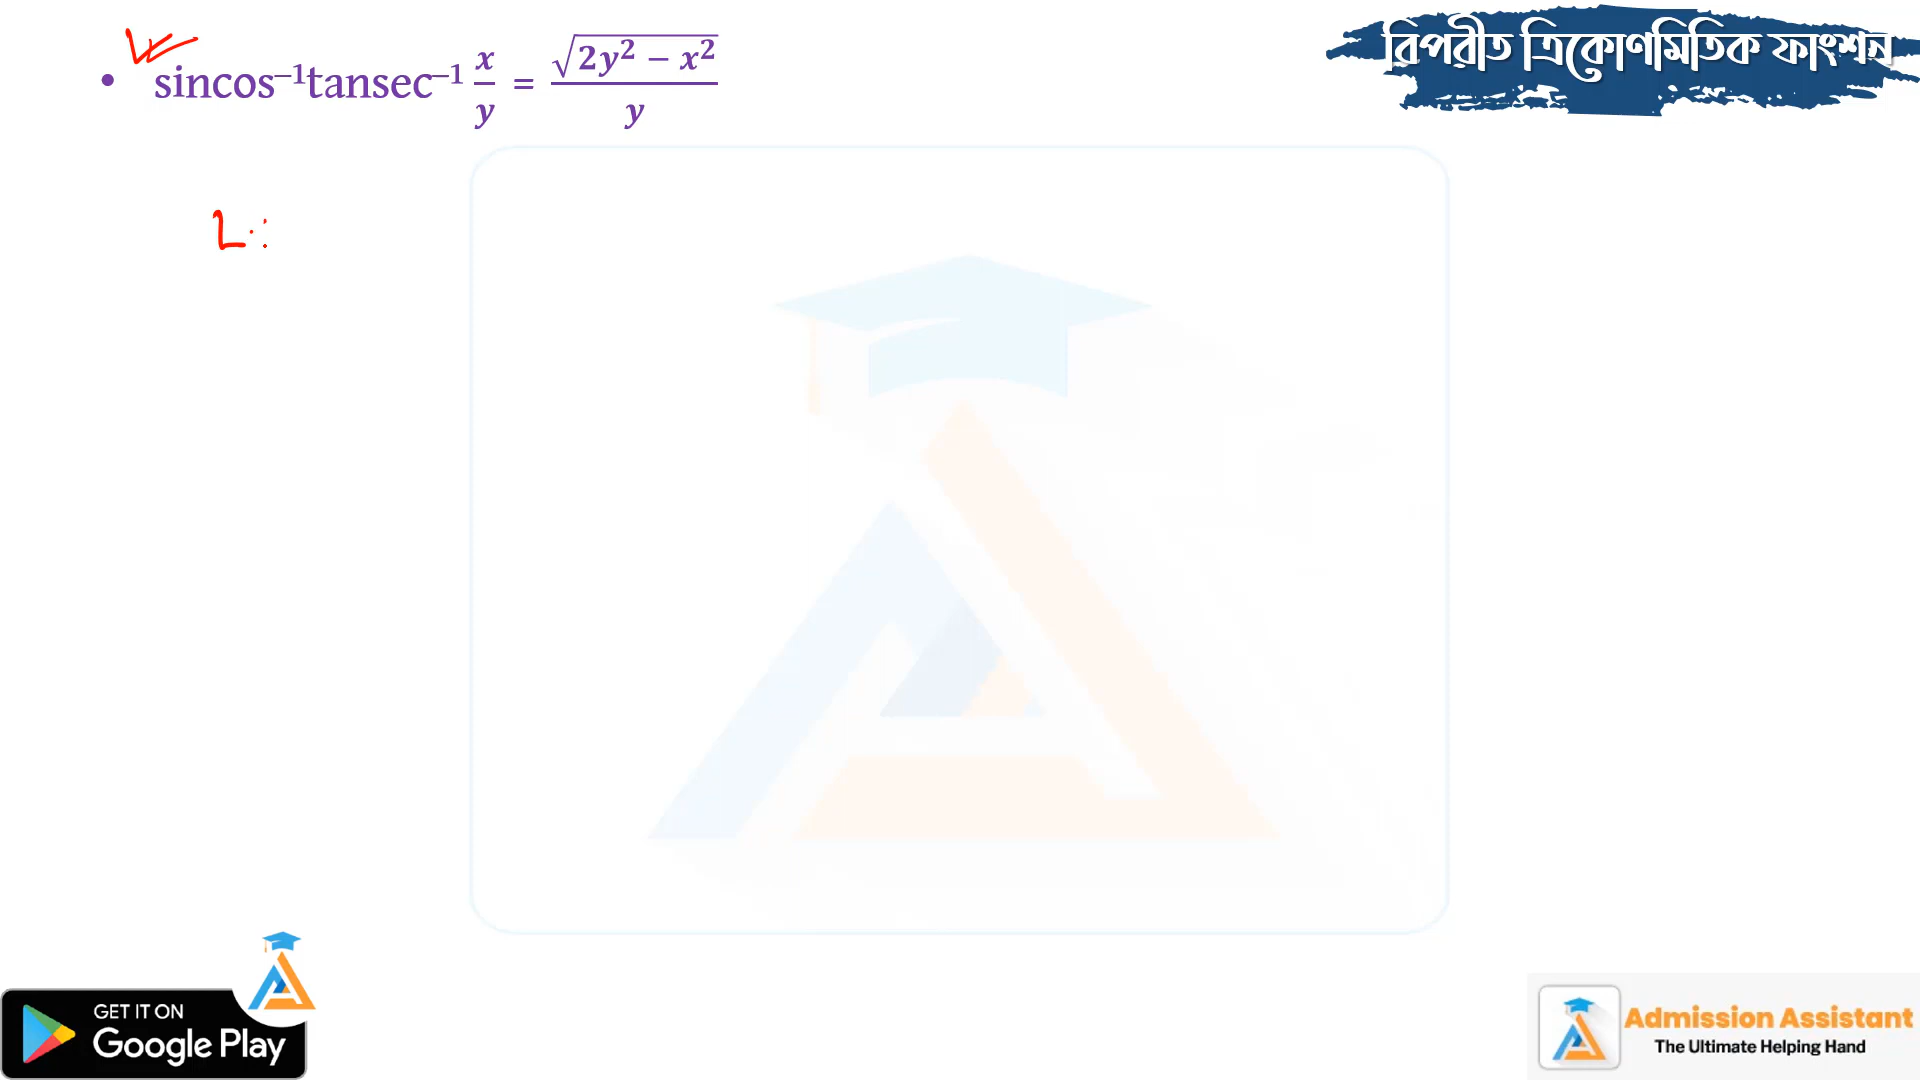 • sincos⁻¹tansec⁻¹ x/y = √(2y² − x²)/y
বিপরীত ত্রিকোণমিতিক ফাংশন
GET IT ON
Google Play
Admission Assistant
The Ultimate Helping Hand